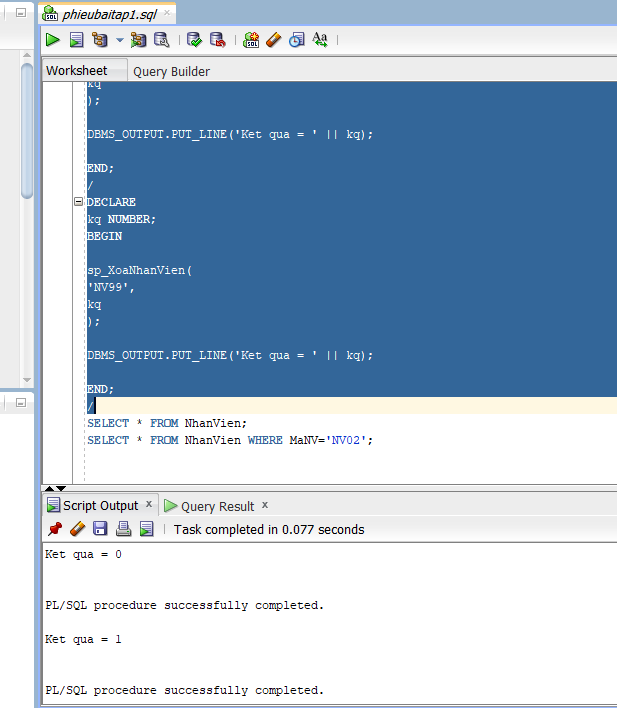 phieubaitap1.sql
Worksheet Query Builder
kq
);
DBMS_OUTPUT.PUT_LINE('Ket qua = ' || kq);
END;
/
DECLARE
kq NUMBER;
BEGIN
sp_XoaNhanVien(
'NV99',
kq
);
DBMS_OUTPUT.PUT_LINE('Ket qua = ' || kq);
END;
/
SELECT * FROM NhanVien;
SELECT * FROM NhanVien WHERE MaNV='NV02';
Script Output x Query Result x
Task completed in 0.077 seconds
Ket qua = 0
PL/SQL procedure successfully completed.
Ket qua = 1
PL/SQL procedure successfully completed.